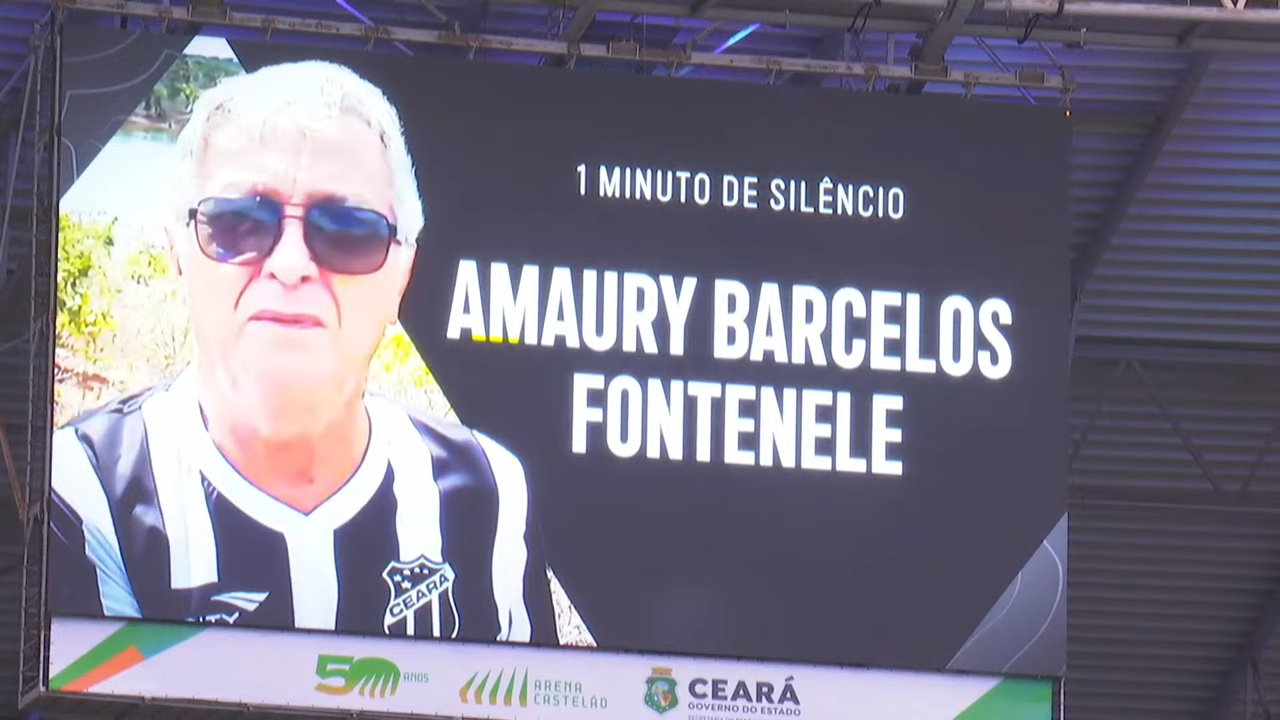 1 MINUTO DE SILÊNCIO
AMAURY BARCELOS
FONTENELE
CEARÁ
50 ANOS
ARENA
CASTELÃO
CEARÁ
GOVERNO DO ESTADO